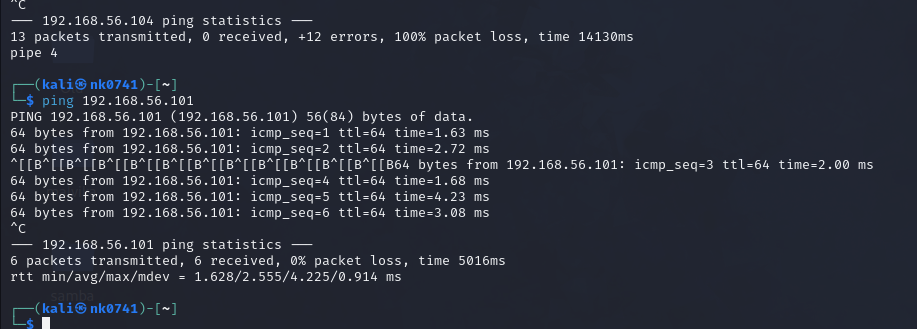 ^C
--- 192.168.56.104 ping statistics ---
13 packets transmitted, 0 received, +12 errors, 100% packet loss, time 14130ms
pipe 4
┌──(kali㉿nk0741)-[~]
└─$ ping 192.168.56.101
PING 192.168.56.101 (192.168.56.101) 56(84) bytes of data.
64 bytes from 192.168.56.101: icmp_seq=1 ttl=64 time=1.63 ms
64 bytes from 192.168.56.101: icmp_seq=2 ttl=64 time=2.72 ms
^[[B^[[B^[[B^[[B^[[B^[[B^[[B^[[B^[[B^[[B^[[B^[[B64 bytes from 192.168.56.101: icmp_seq=3 ttl=64 time=2.00 ms
64 bytes from 192.168.56.101: icmp_seq=4 ttl=64 time=1.68 ms
64 bytes from 192.168.56.101: icmp_seq=5 ttl=64 time=4.23 ms
64 bytes from 192.168.56.101: icmp_seq=6 ttl=64 time=3.08 ms
^C
--- 192.168.56.101 ping statistics ---
6 packets transmitted, 6 received, 0% packet loss, time 5016ms
rtt min/avg/max/mdev = 1.628/2.555/4.225/0.914 ms
samba
┌──(kali㉿nk0741)-[~]
└─$